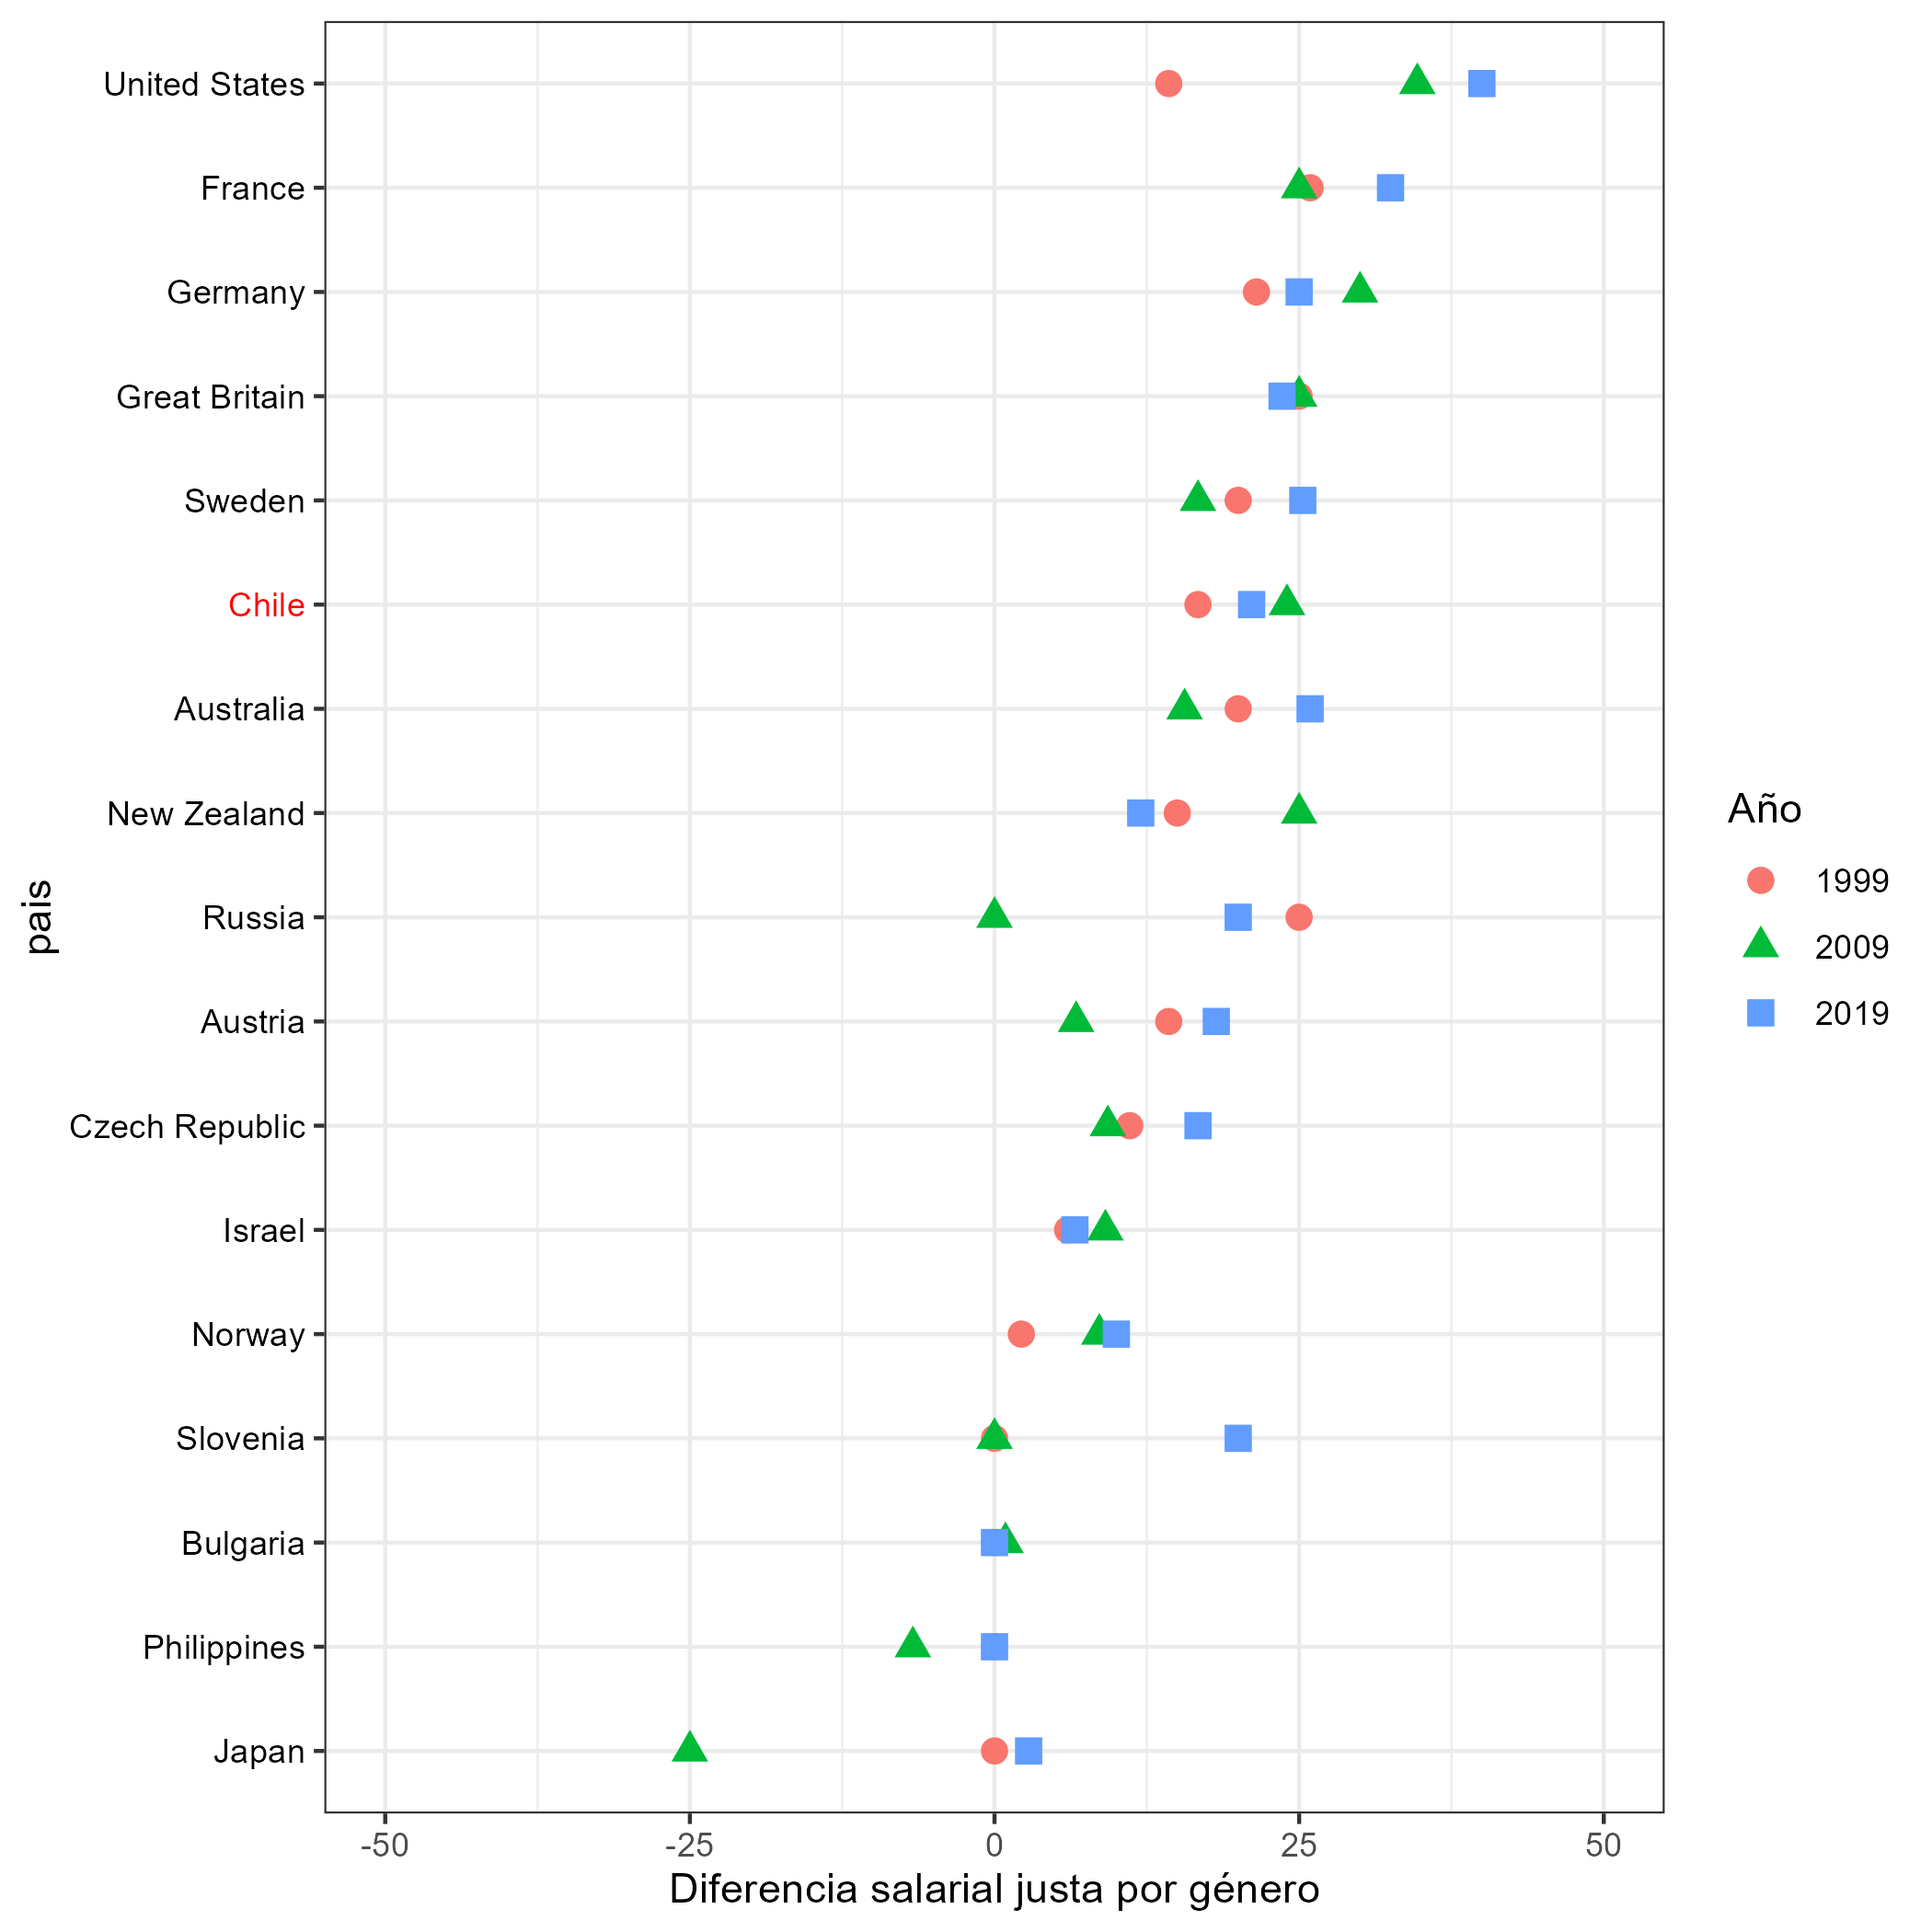 United States
France
Germany
Great Britain
Sweden
Chile
Australia
New Zealand
Russia
Austria
Czech Republic
Israel
Norway
Slovenia
Bulgaria
Philippines
Japan
pais
-50 -25 0 25 50
Diferencia salarial justa por género
Año
1999
2009
2019